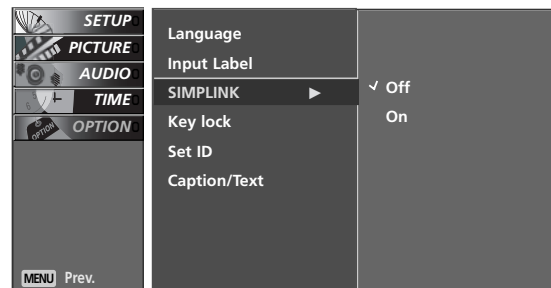 SETUP
PICTURE
AUDIO
TIME
OPTION
OPTION
MENU Prev.
Language
Input Label
SIMPLINK ►
Key lock
Set ID
Caption/Text
✓ Off
On